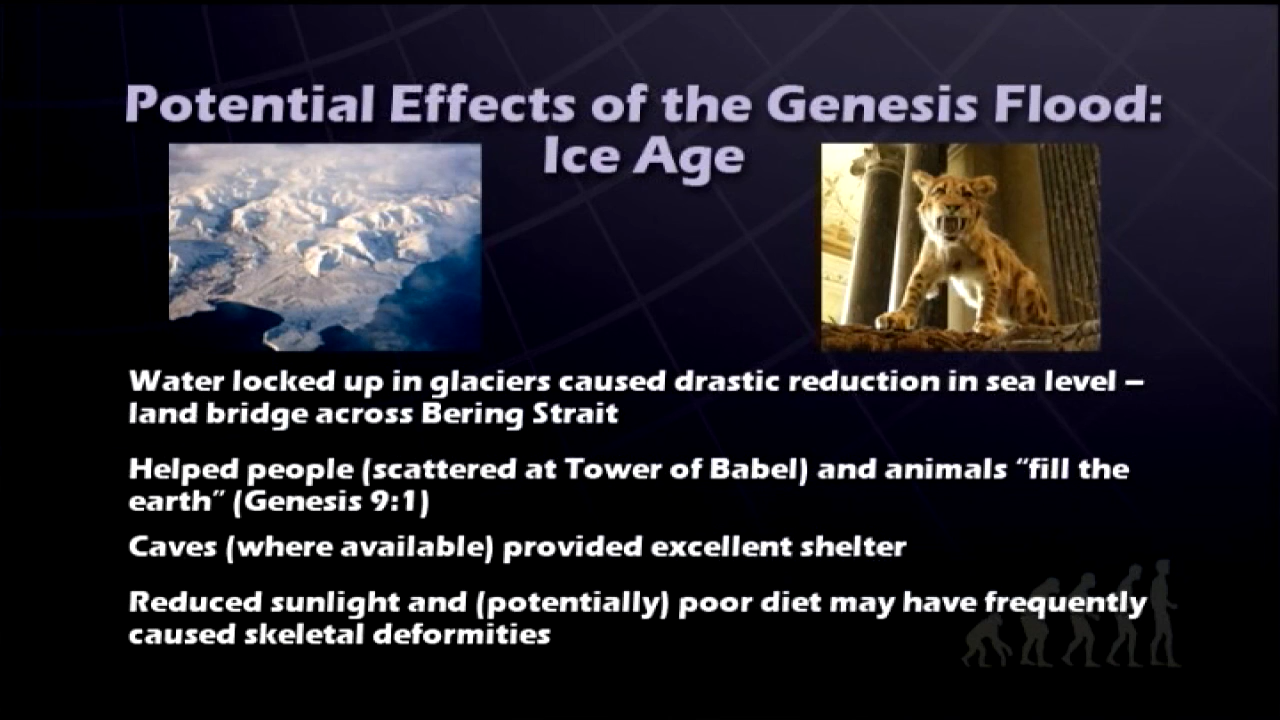 Potential Effects of the Genesis Flood:
Ice Age
Water locked up in glaciers caused drastic reduction in sea level –
land bridge across Bering Strait
Helped people (scattered at Tower of Babel) and animals “fill the
earth” (Genesis 9:1)
Caves (where available) provided excellent shelter
Reduced sunlight and (potentially) poor diet may have frequently
caused skeletal deformities